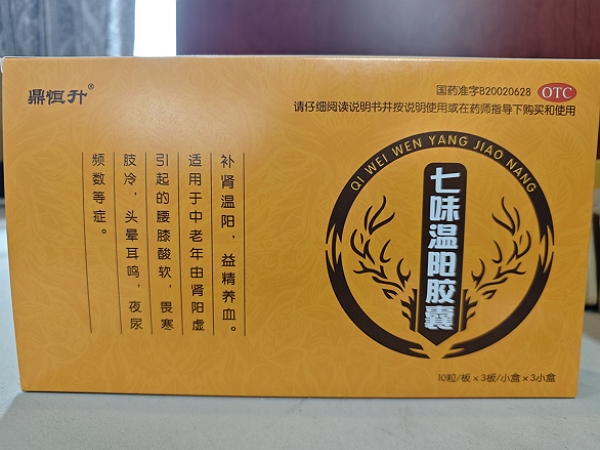 鼎恒升®
国药准字B20020628 OTC
请仔细阅读说明书并按说明使用或在药师指导下购买和使用
QI WEI WEN YANG JIAO NANG
七味温阳胶囊
补肾温阳，益精养血。
适用于中老年由肾阳虚
引起的腰膝酸软，畏寒
肢冷，头晕耳鸣，夜尿
频数等症。
10粒/板×3板/小盒×3小盒